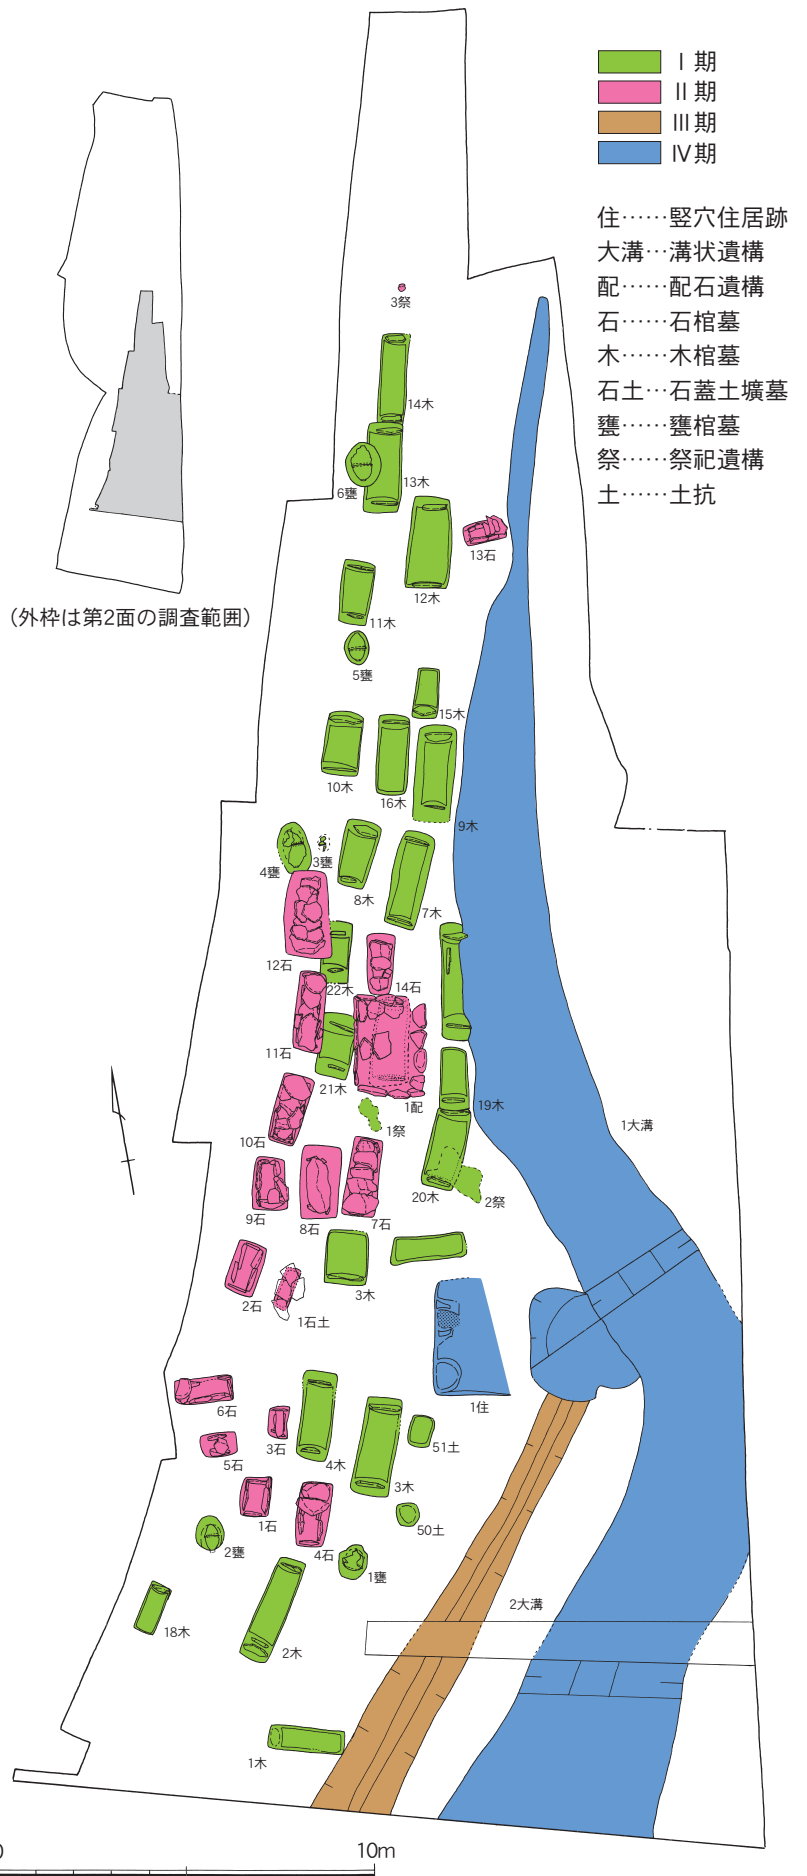 Ⅰ期
Ⅱ期
Ⅲ期
Ⅳ期
住……竪穴住居跡
大溝…溝状遺構
配……配石遺構
石……石棺墓
木……木棺墓
石土…石蓋土壙墓
甕……甕棺墓
祭……祭祀遺構
土……土抗
(外枠は第2面の調査範囲)
3祭
14木
13木
6甕
13石
12木
11木
5甕
15木
10木
16木
9木
3甕
4甕
8木
7木
12石
22木
14石
11石
21木
1配
19木
1祭
1大溝
10石
20木
2祭
9石
8石
7石
3木
2石
1石土
1住
6石
3石
5石
4木
51土
3木
1石
50土
4石
2甕
1甕
2大溝
18木
2木
1木
0
10m